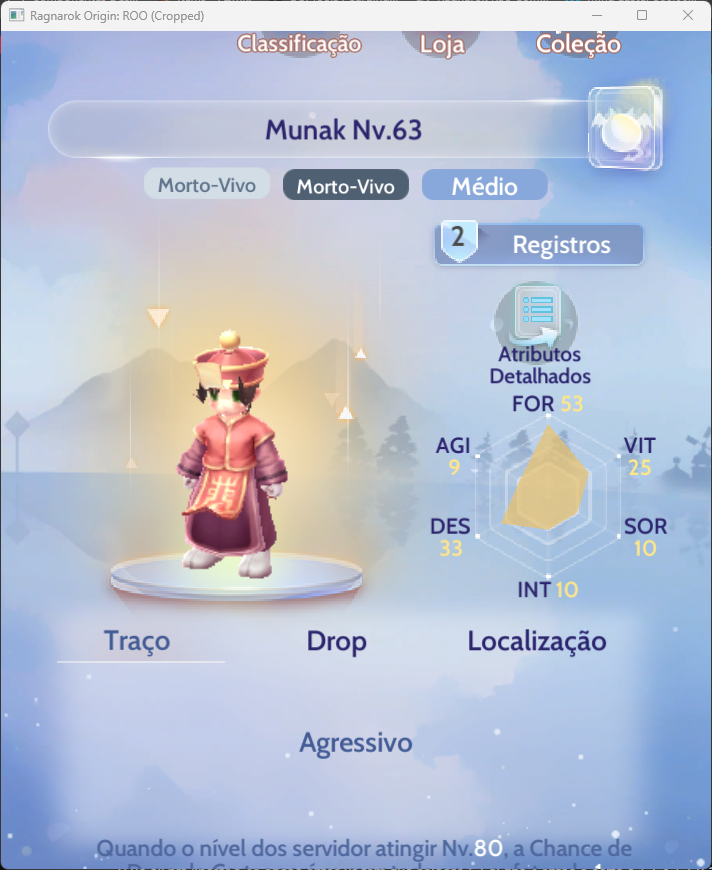 Ragnarok Origin: ROO (Cropped)
Classificação Loja Coleção
Munak Nv.63
Morto-Vivo Morto-Vivo Médio
2 Registros
Atributos
Detalhados
FOR 53
AGI 9
VIT 25
DES 33
SOR 10
INT 10
Traço Drop Localização
Agressivo
Quando o nível dos servidor atingir Nv.80, a Chance de